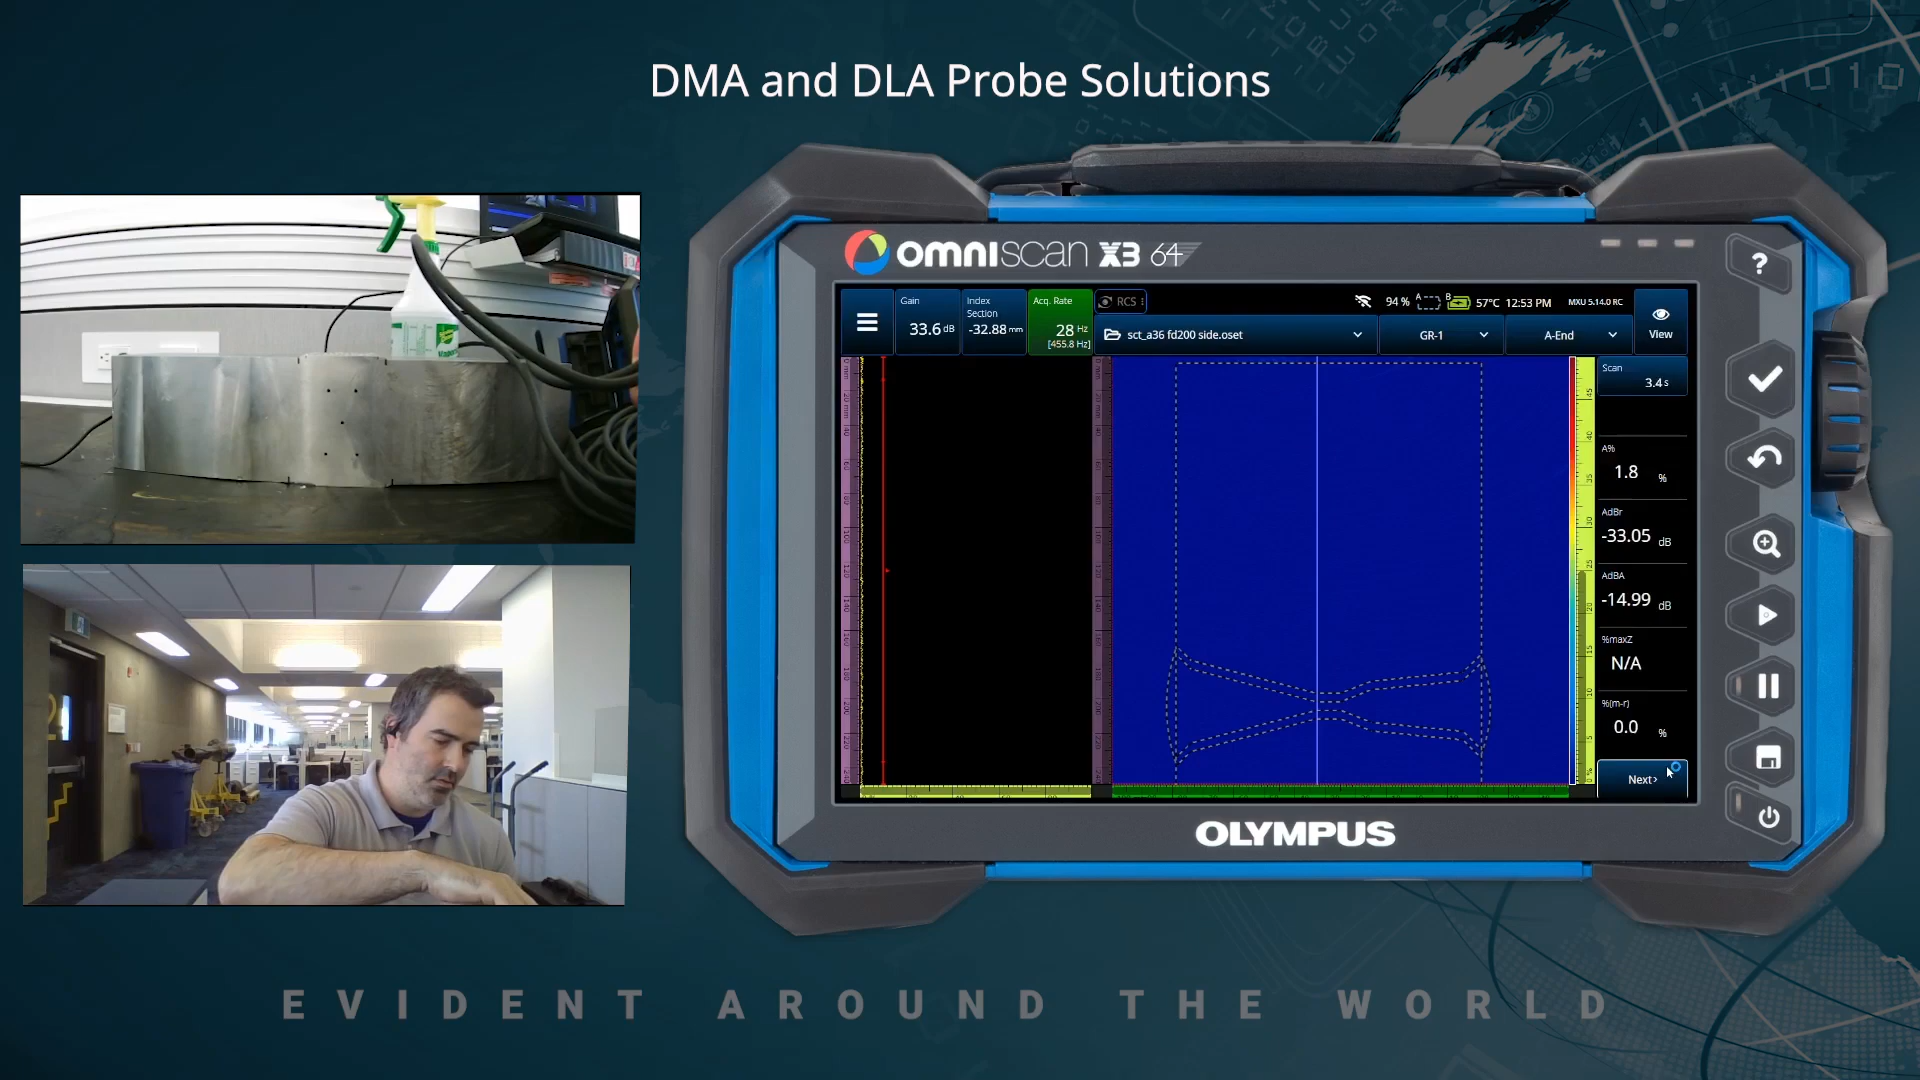 DMA and DLA Probe Solutions
OMNISCAN X3 64
?
Gain
33.6 dB
Index
Section
-32.88 mm
Acq. Rate
28 Hz
[455.8 Hz]
RCS
94 %
A
B
57°C
12:53 PM
MXU 5.14.0 RC
sct_a36 fd200 side.oset
GR-1
A-End
View
Scan
3.4 s
A%
1.8 %
AdBr
-33.05 dB
AdBA
-14.99 dB
%maxZ
N/A
%(m-r)
0.0 %
Next>
OLYMPUS
EVIDENT AROUND THE WORLD